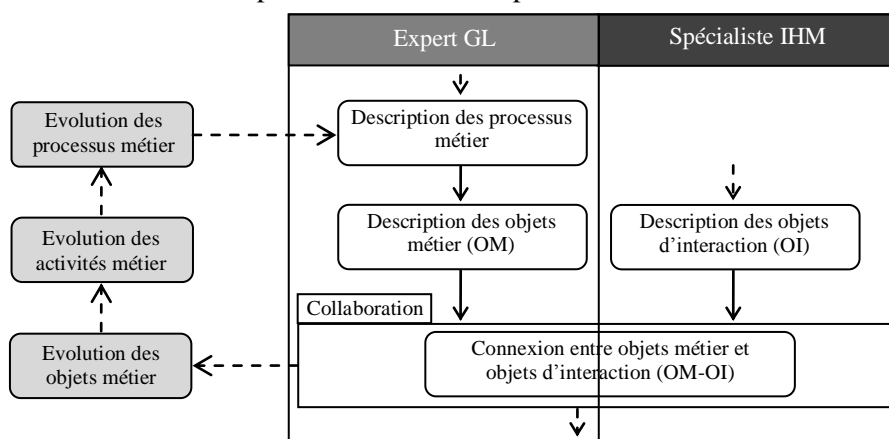 Expert GL
Spécialiste IHM
Evolution des
processus métier
Description des processus
métier
Evolution des
activités métier
Description des objets
métier (OM)
Description des objets
d'interaction (OI)
Collaboration
Evolution des
objets métier
Connexion entre objets métier et
objets d'interaction (OM-OI)